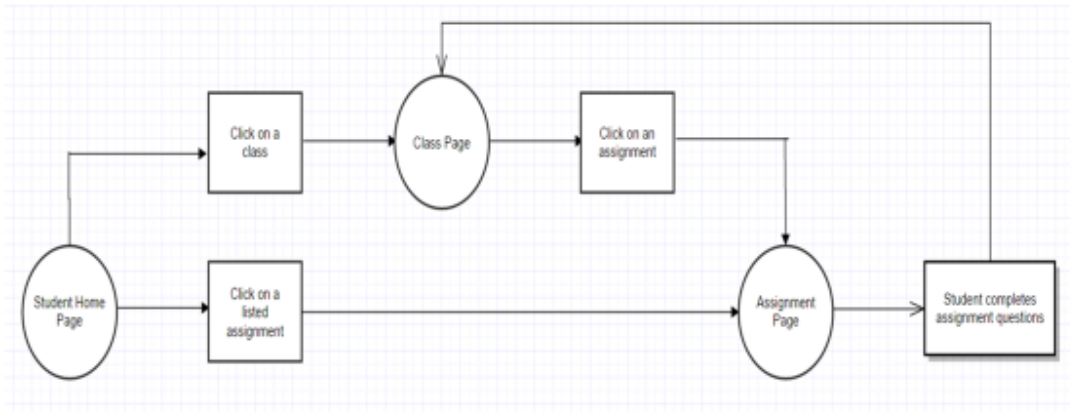 Click on a
class
Class Page
Click on an
assignment
Student Home
Page
Click on a
listed
assignment
Assignment
Page
Student completes
assignment questions